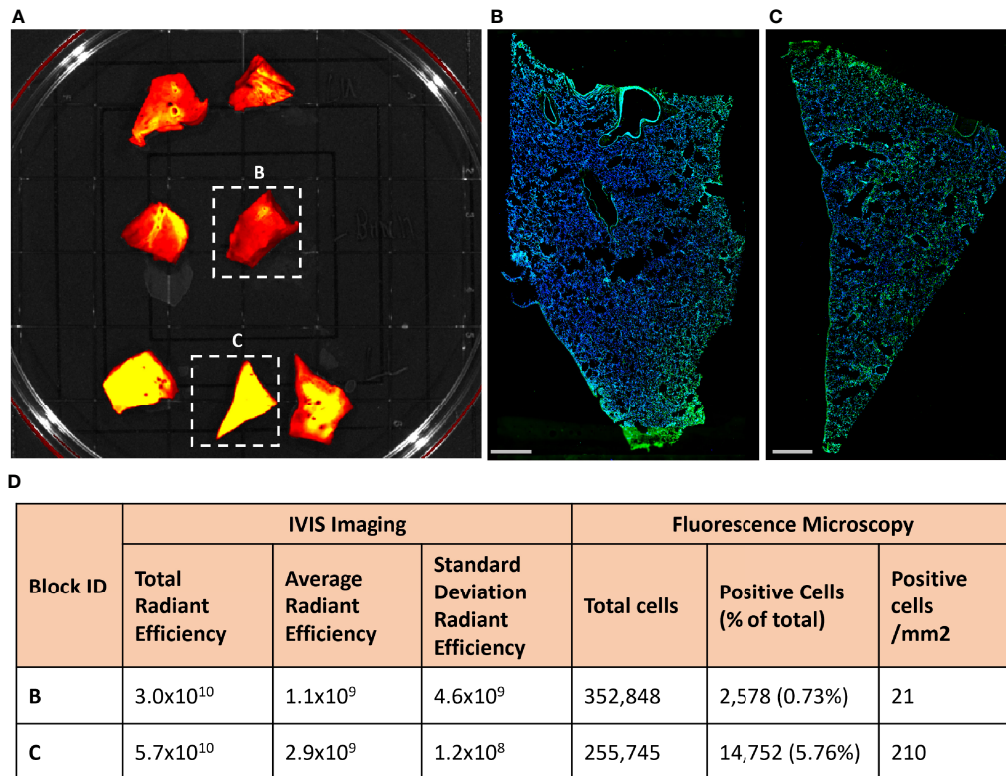 A
B
C
B
C
D
Block ID
IVIS Imaging
Fluorescence Microscopy
Total
Radiant
Efficiency
Average
Radiant
Efficiency
Standard
Deviation
Radiant
Efficiency
Total cells
Positive Cells
(% of total)
Positive
cells
/mm2
B
3.0x10¹⁰
1.1x10⁹
4.6x10⁹
352,848
2,578 (0.73%)
21
C
5.7x10¹⁰
2.9x10⁹
1.2x10⁸
255,745
14,752 (5.76%)
210